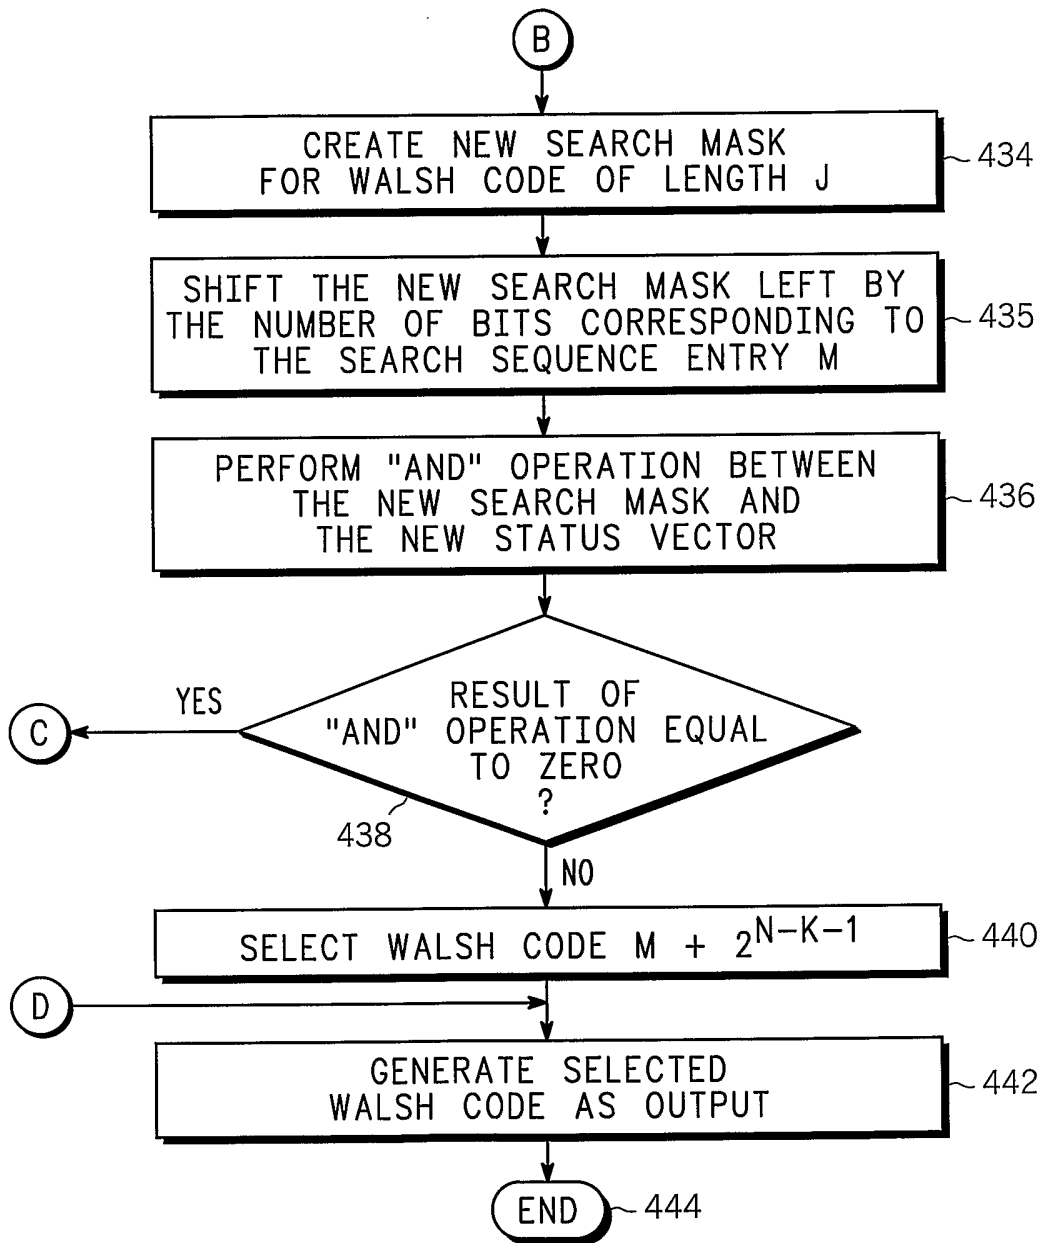 B
CREATE NEW SEARCH MASK
FOR WALSH CODE OF LENGTH J
434
SHIFT THE NEW SEARCH MASK LEFT BY
THE NUMBER OF BITS CORRESPONDING TO
THE SEARCH SEQUENCE ENTRY M
435
PERFORM "AND" OPERATION BETWEEN
THE NEW SEARCH MASK AND
THE NEW STATUS VECTOR
436
YES
C
RESULT OF
"AND" OPERATION EQUAL
TO ZERO
?
438
NO
SELECT WALSH CODE M + 2^N-K-1
440
D
GENERATE SELECTED
WALSH CODE AS OUTPUT
442
END
444